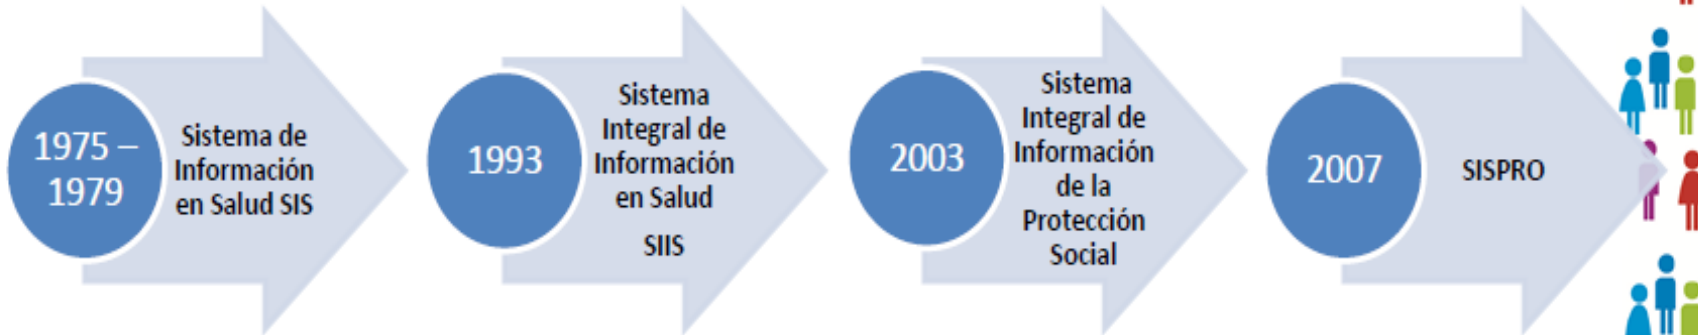 1975 –
1979
Sistema de
Información
en Salud SIS
1993
Sistema
Integral de
Información
en Salud
SIIS
2003
Sistema
Integral de
Información
de la
Protección
Social
2007
SISPRO